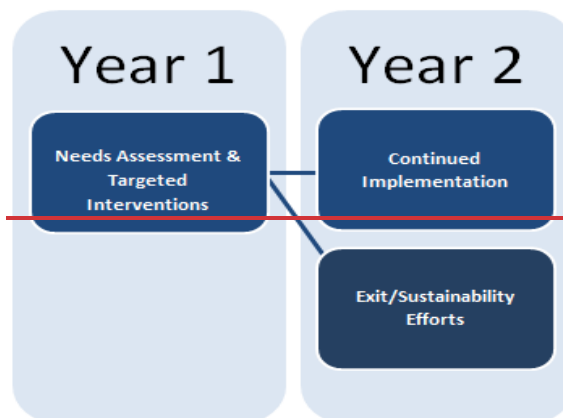 Year 1
Needs Assessment &
Targeted
Interventions
Year 2
Continued
Implementation
Exit/Sustainability
Efforts